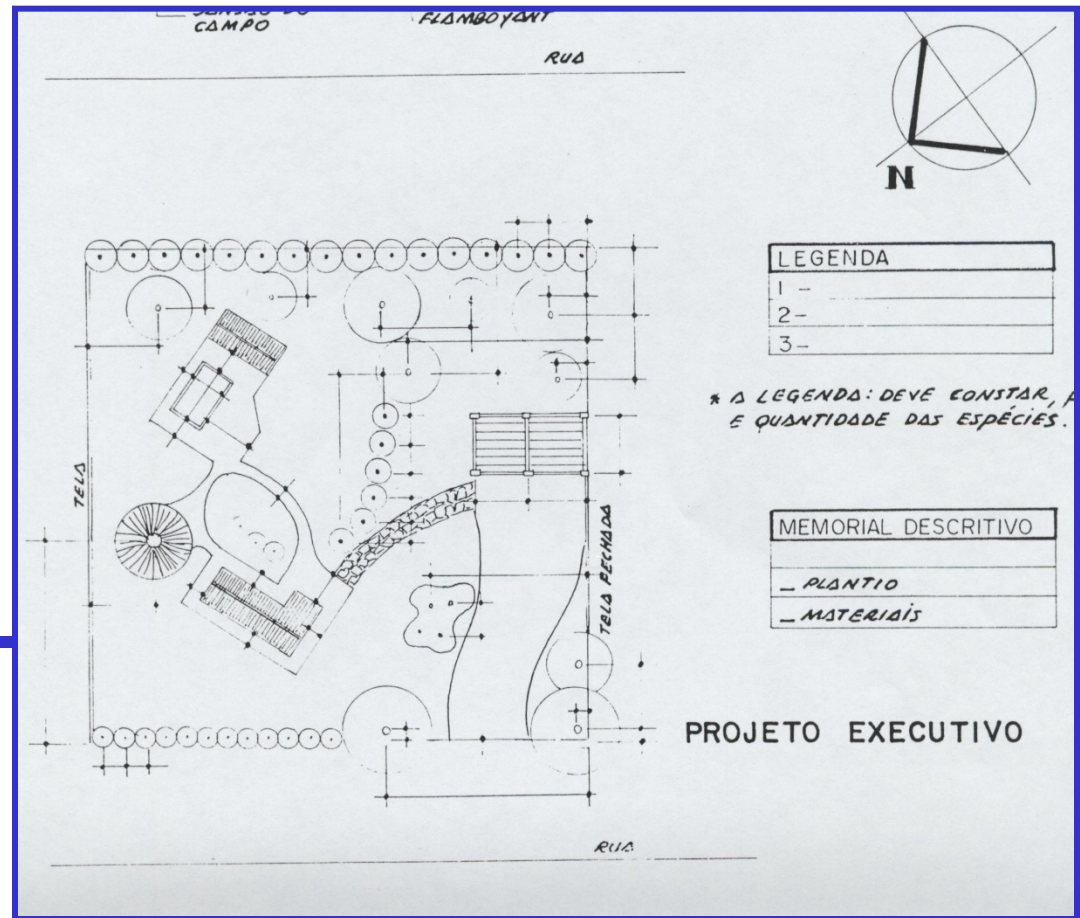 DO
CAMPO
FLAMBOYANT
RUA
N
LEGENDA
1 -
2-
3-
* A LEGENDA: DEVE CONSTAR,
E QUANTIDADE DAS ESPÉCIES.
TELA
TELA FECHADA
MEMORIAL DESCRITIVO
- PLANTIO
- MATERIAIS
PROJETO EXECUTIVO
RUA